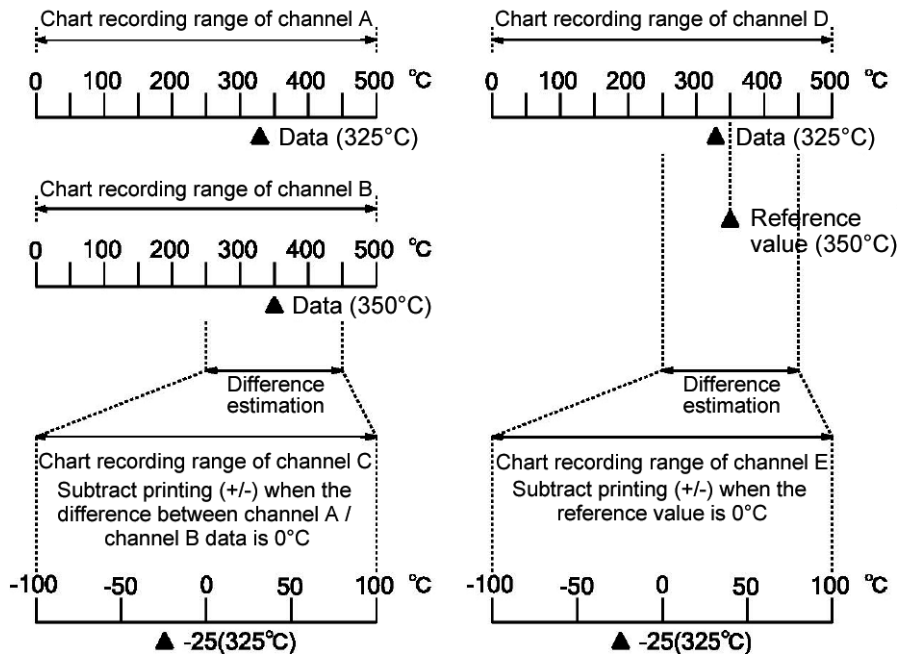 Chart recording range of channel A
0 100 200 300 400 500 °C
Data (325°C)
Chart recording range of channel B
0 100 200 300 400 500 °C
Data (350°C)
Difference
estimation
Chart recording range of channel C
Subtract printing (+/-) when the
difference between channel A /
channel B data is 0°C
-100 -50 0 50 100 °C
-25(325°C)
Chart recording range of channel D
0 100 200 300 400 500 °C
Data (325°C)
Reference
value (350°C)
Difference
estimation
Chart recording range of channel E
Subtract printing (+/-) when the
reference value is 0°C
-100 -50 0 50 100 °C
-25(325°C)